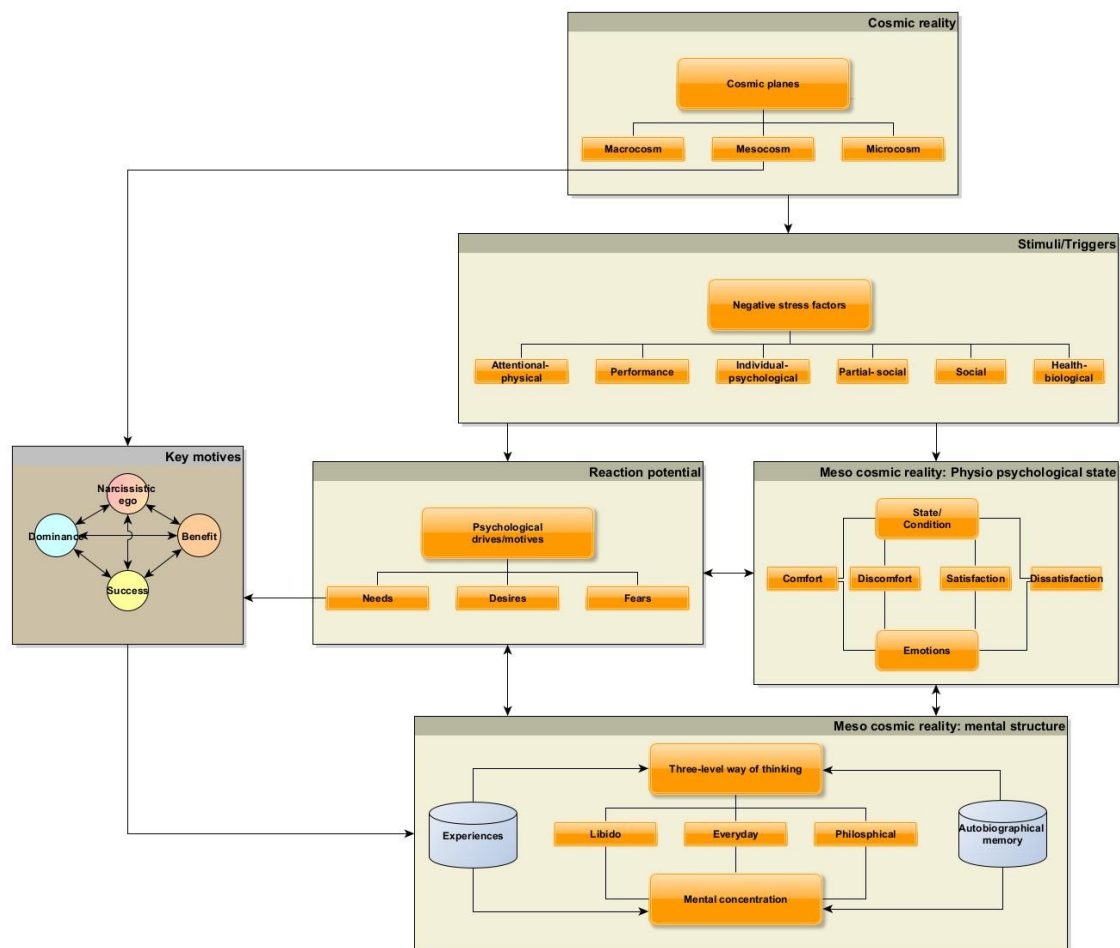 Cosmic reality
Cosmic planes
Macrocosm
Mesocosm
Microcosm
Stimuli/Triggers
Negative stress factors
Attentional-
physical
Performance
Individual-
psychological
Partial- social
Social
Health-
biological
Key motives
Narcissistic
ego
Dominance
Benefit
Success
Reaction potential
Psychological
drives/motives
Needs
Desires
Fears
Meso cosmic reality: Physio psychological state
State/
Condition
Comfort
Discomfort
Satisfaction
Dissatisfaction
Emotions
Meso cosmic reality: mental structure
Three-level way of thinking
Experiences
Libido
Everyday
Philosphical
Autobiographical
memory
Mental concentration